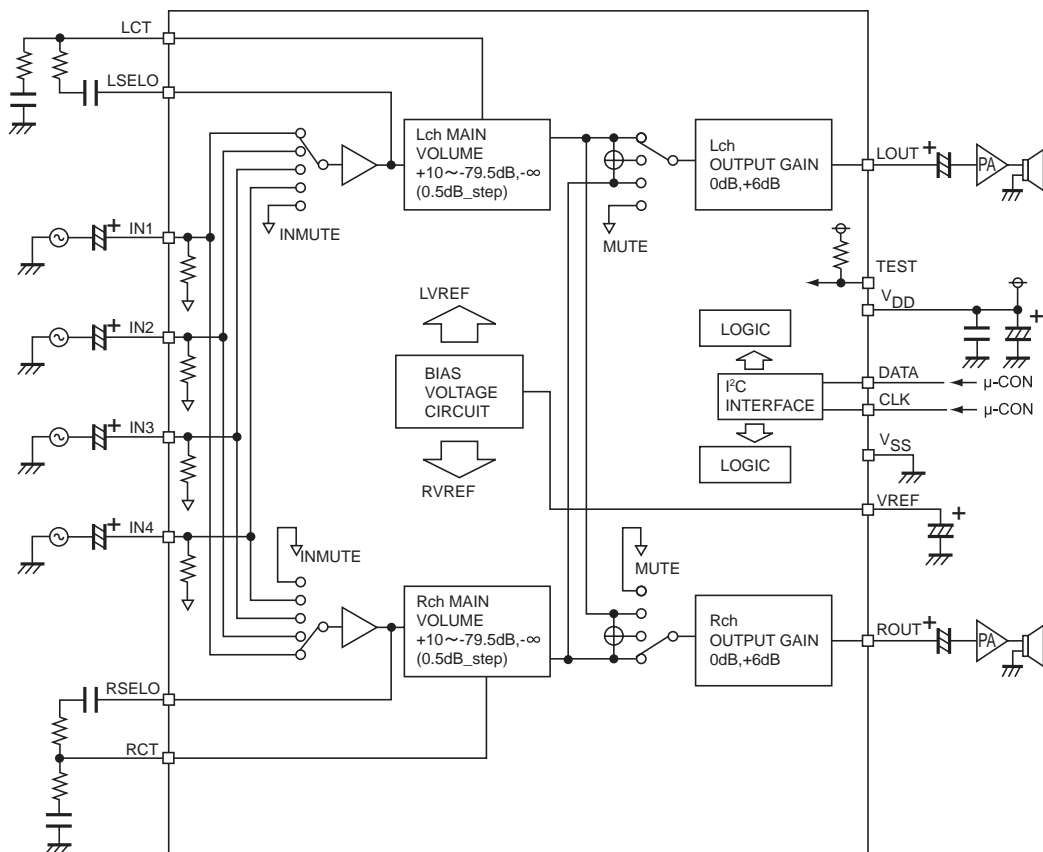 LCT
LSELO
Lch MAIN
VOLUME
+10～-79.5dB,-∞
(0.5dB_step)
Lch
OUTPUT GAIN
0dB,+6dB
LOUT
+
PA
IN1
+
INMUTE
MUTE
TEST
LVREF
VDD
+
IN2
+
LOGIC
BIAS
VOLTAGE
CIRCUIT
I²C
INTERFACE
DATA
μ-CON
CLK
μ-CON
IN3
+
VSS
LOGIC
RVREF
VREF
+
IN4
+
INMUTE
MUTE
Rch MAIN
VOLUME
+10～-79.5dB,-∞
(0.5dB_step)
Rch
OUTPUT GAIN
0dB,+6dB
ROUT
+
PA
RSELO
RCT